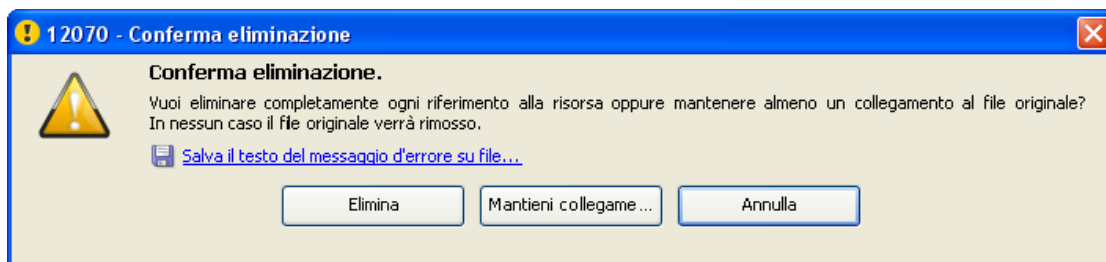 12070 - Conferma eliminazione
Conferma eliminazione.
Vuoi eliminare completamente ogni riferimento alla risorsa oppure mantenere almeno un collegamento al file originale?
In nessun caso il file originale verrà rimosso.
Salva il testo del messaggio d'errore su file...
Elimina
Mantieni collegame...
Annulla